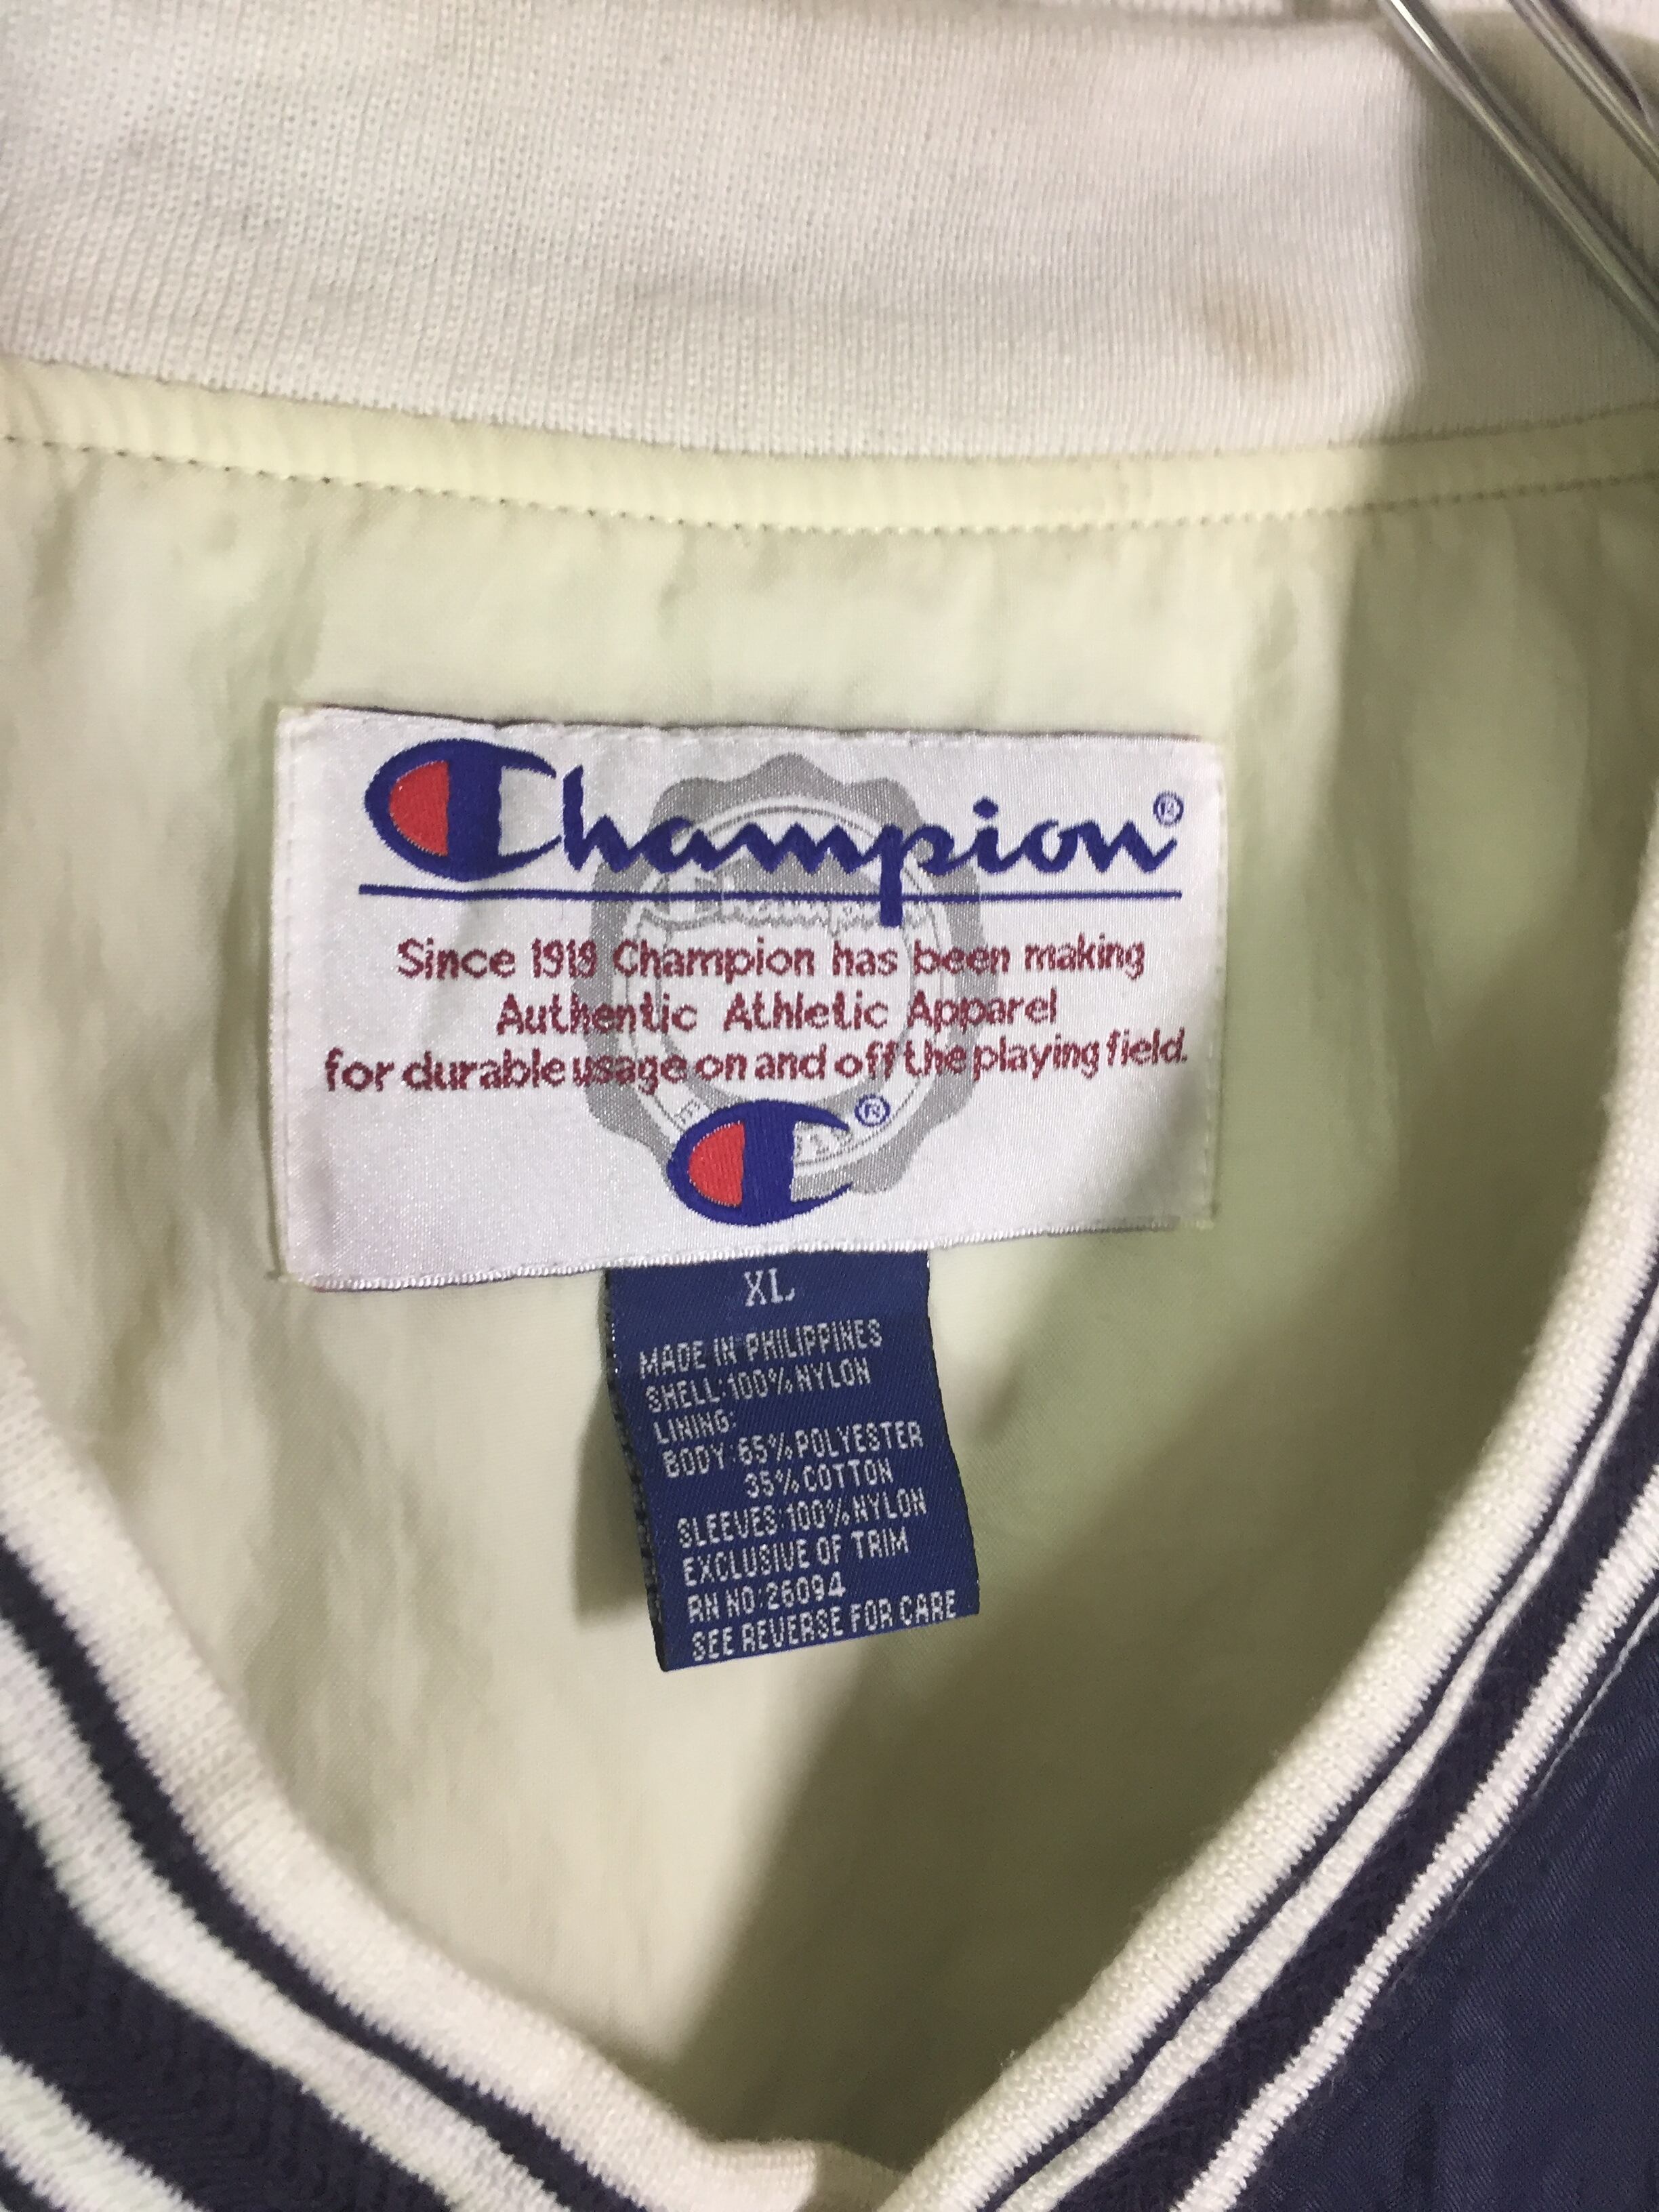 Champion®
Since 1919 Champion has been making
Authentic Athletic Apparel
for durable usage on and off the playing field.
®
XL
MADE IN PHILIPPINES
SHELL:100%NYLON
LINING:
BODY:65%POLYESTER
35%COTTON
SLEEVES:100%NYLON
EXCLUSIVE OF TRIM
RN NO:26094
SEE REVERSE FOR CARE